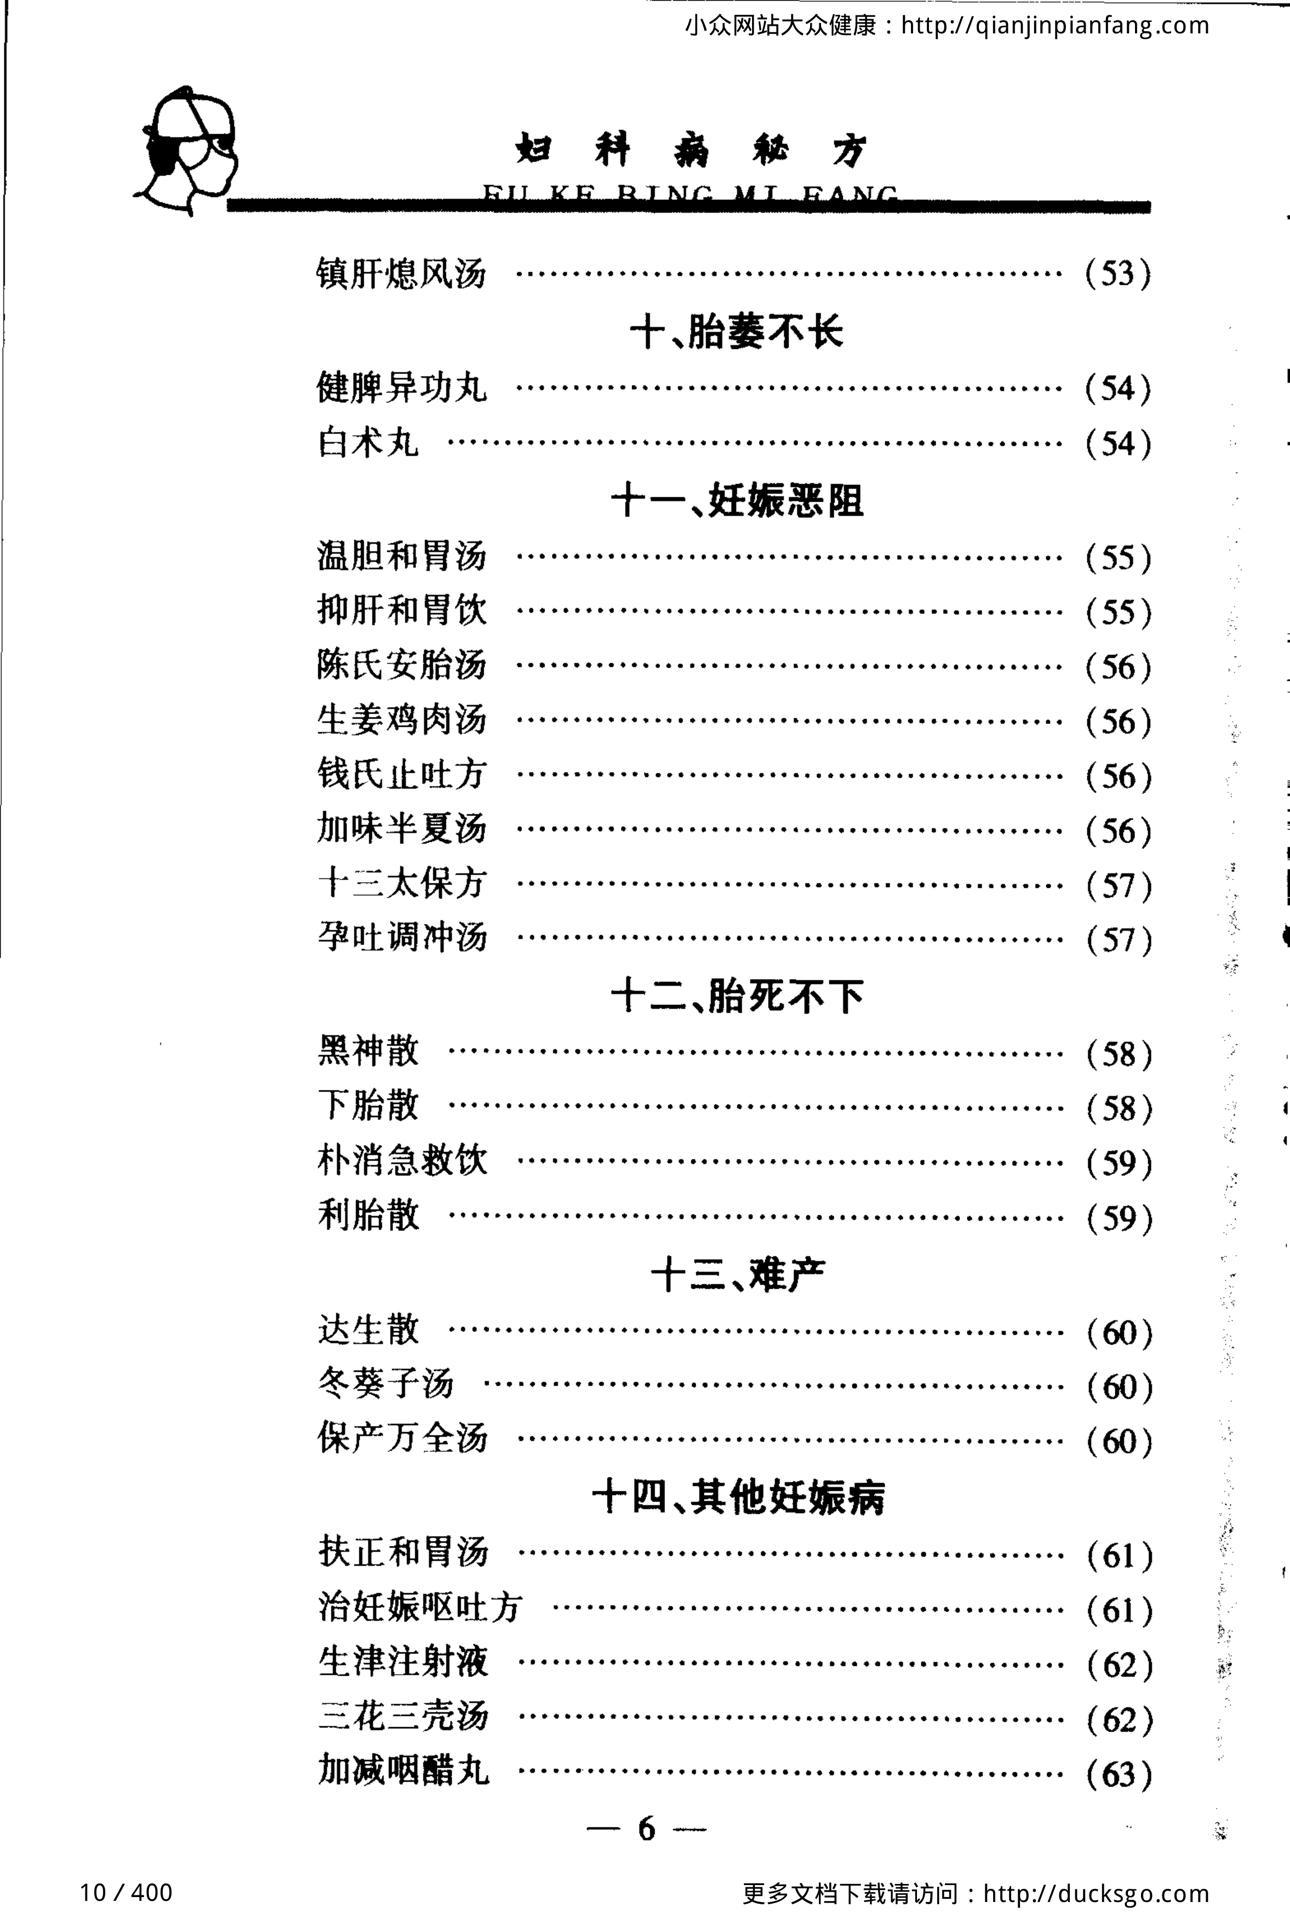 小众网站大众健康：http://qianjinpianfang.com
妇科病秘方
FU KE BING MI FANG
镇肝熄风汤 …………………………………… (53)
十、胎萎不长
健脾异功丸 …………………………………… (54)
白术丸 …………………………………… (54)
十一、妊娠恶阻
温胆和胃汤 …………………………………… (55)
抑肝和胃饮 …………………………………… (55)
陈氏安胎汤 …………………………………… (56)
生姜鸡肉汤 …………………………………… (56)
钱氏止吐方 …………………………………… (56)
加味半夏汤 …………………………………… (56)
十三太保方 …………………………………… (57)
孕吐调冲汤 …………………………………… (57)
十二、胎死不下
黑神散 …………………………………… (58)
下胎散 …………………………………… (58)
朴消急救饮 …………………………………… (59)
利胎散 …………………………………… (59)
十三、难产
达生散 …………………………………… (60)
冬葵子汤 …………………………………… (60)
保产万全汤 …………………………………… (60)
十四、其他妊娠病
扶正和胃汤 …………………………………… (61)
治妊娠呕吐方 …………………………………… (61)
生津注射液 …………………………………… (62)
三花三壳汤 …………………………………… (62)
加减咽醋丸 …………………………………… (63)
— 6 —
10 / 400
更多文档下载请访问：http://ducksgo.com